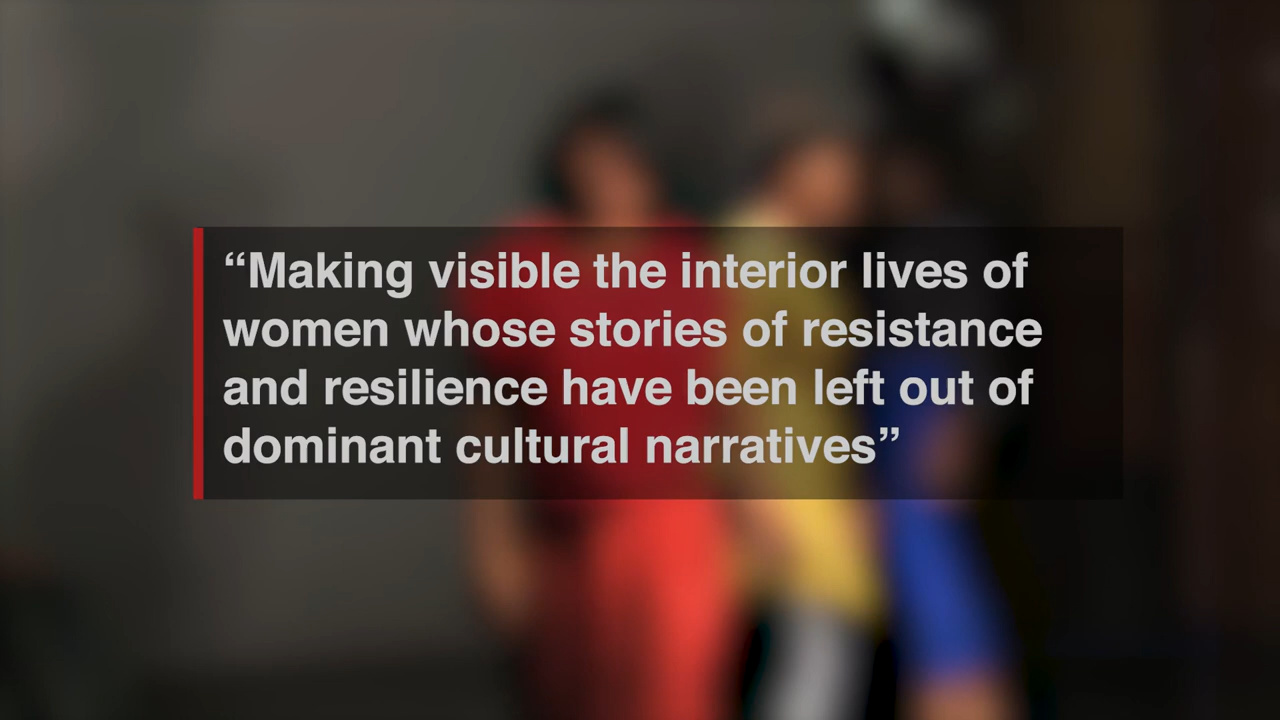 “Making visible the interior lives of
women whose stories of resistance
and resilience have been left out of
dominant cultural narratives”